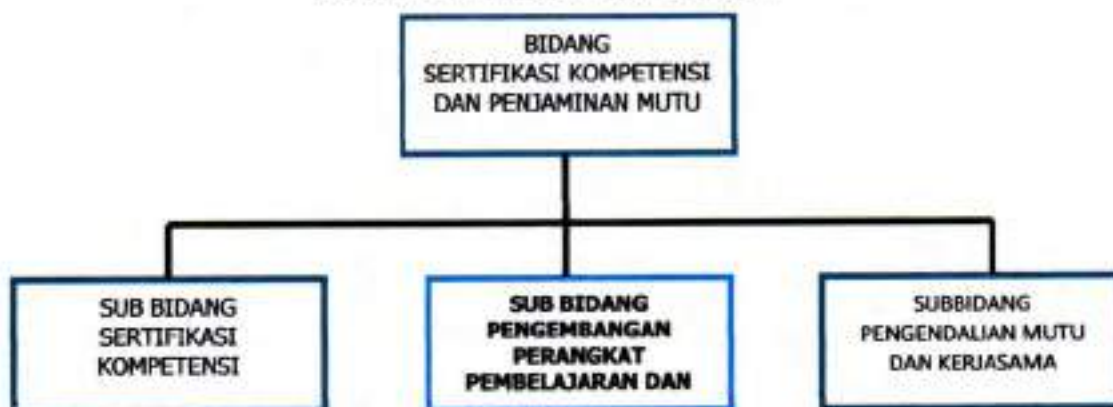 BIDANG
SERTIFIKASI KOMPETENSI
DAN PENJAMINAN MUTU
SUB BIDANG
SERTIFIKASI
KOMPETENSI
SUB BIDANG
PENGEMBANGAN
PERANGKAT
PEMBELAJARAN DAN
SUBBIDANG
PENGENDALIAN MUTU
DAN KERJASAMA